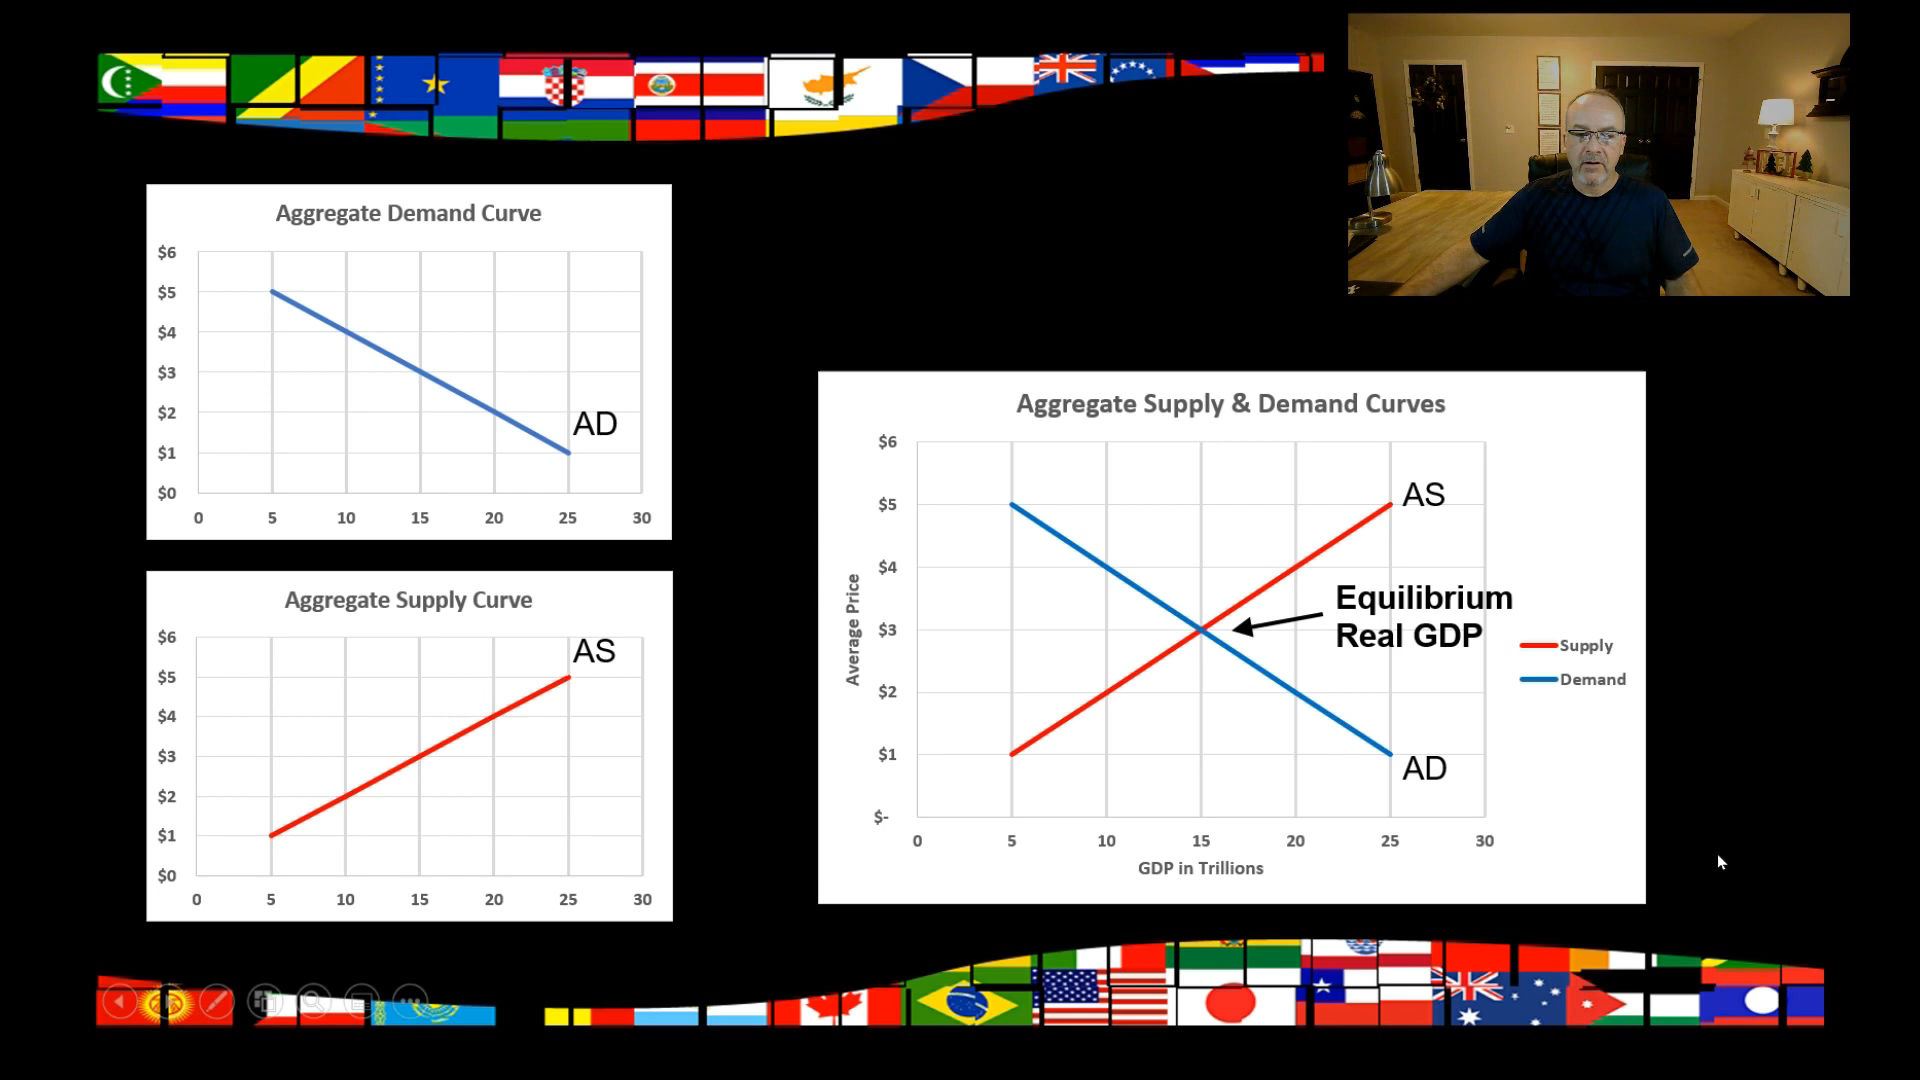 Aggregate Demand Curve
$6
$5
$4
$3
$2
$1
$0
AD
0 5 10 15 20 25 30
Aggregate Supply Curve
$6
$5
$4
$3
$2
$1
$0
AS
0 5 10 15 20 25 30
Aggregate Supply & Demand Curves
Average Price
$6
$5
$4
$3
$2
$1
$-
AS
Equilibrium
Real GDP
AD
Supply
Demand
0 5 10 15 20 25 30
GDP in Trillions